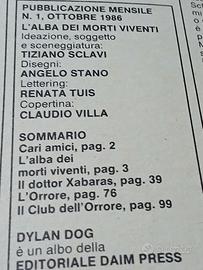 PUBBLICAZIONE MENSILE
N. 1, OTTOBRE 1986
L'ALBA DEI MORTI VIVENTI
Ideazione, soggetto
e sceneggiatura:
TIZIANO SCLAVI
Disegni:
ANGELO STANO
Lettering:
RENATA TUIS
Copertina:
CLAUDIO VILLA
SOMMARIO
Cari amici, pag. 2
L'alba dei
morti viventi, pag. 3
Il dottor Xabaras, pag. 39
L'Orrore, pag. 76
Il Club dell'Orrore, pag. 99
DYLAN DOG
è un albo della
EDITORIALE DAIM PRESS